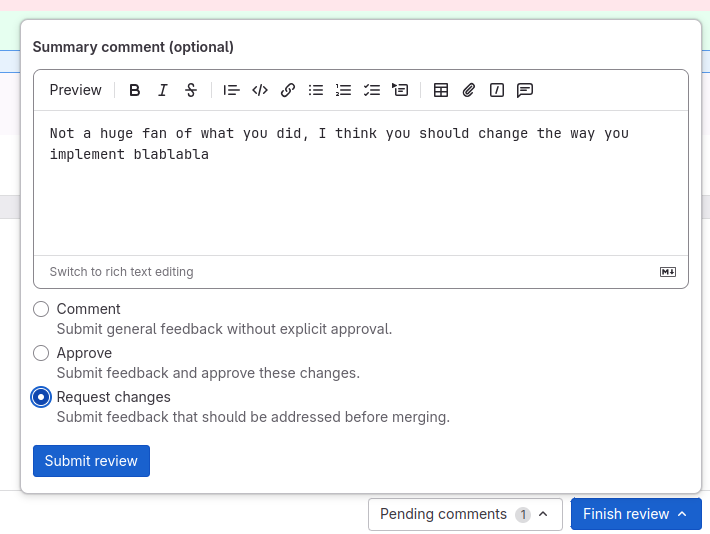 Summary comment (optional)
Preview
Not a huge fan of what you did, I think you should change the way you
implement blablabla
Switch to rich text editing
Comment
Submit general feedback without explicit approval.
Approve
Submit feedback and approve these changes.
Request changes
Submit feedback that should be addressed before merging.
Submit review
Pending comments 1
Finish review